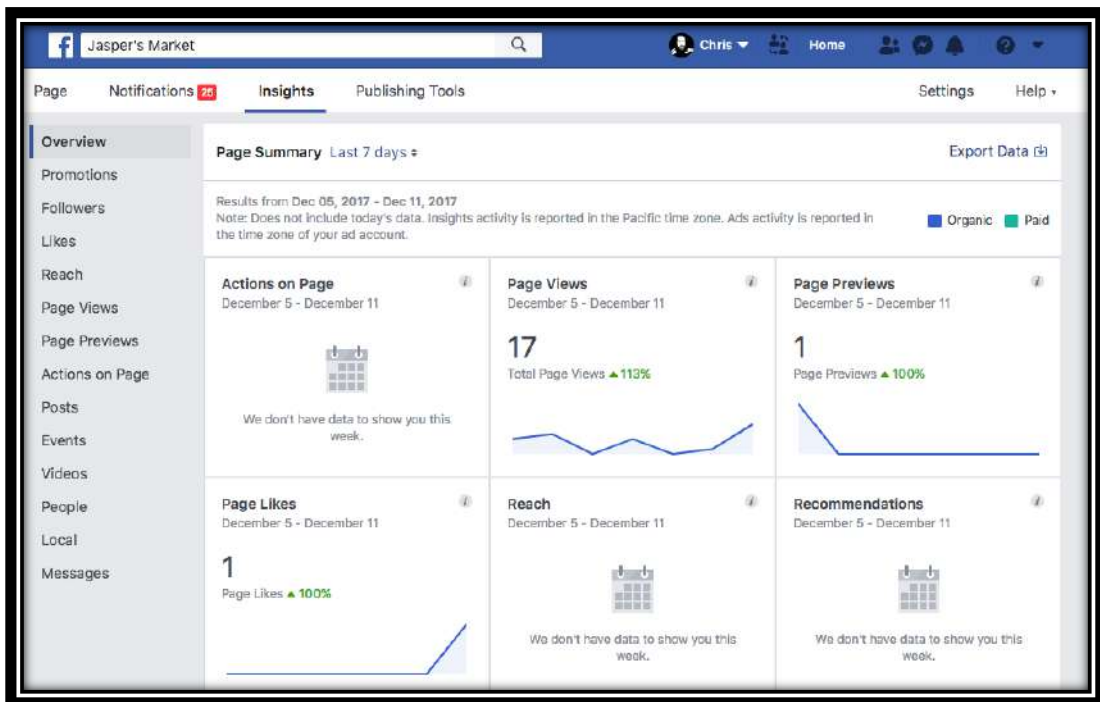 f Jasper's Market Chris Home
Page Notifications 25 Insights Publishing Tools Settings Help
Overview
Promotions
Followers
Likes
Reach
Page Views
Page Previews
Actions on Page
Posts
Events
Videos
People
Local
Messages
Page Summary Last 7 days Export Data
Results from Dec 05, 2017 - Dec 11, 2017
Note: Does not include today's data. Insights activity is reported in the Pacific time zone. Ads activity is reported in
the time zone of your ad account.
Organic Paid
Actions on Page
December 5 - December 11
We don't have data to show you this
week.
Page Views
December 5 - December 11
17
Total Page Views ▲ 113%
Page Previews
December 5 - December 11
1
Page Previews ▲ 100%
Page Likes
December 5 - December 11
1
Page Likes ▲ 100%
Reach
December 5 - December 11
We don't have data to show you this
week.
Recommendations
December 5 - December 11
We don't have data to show you this
week.